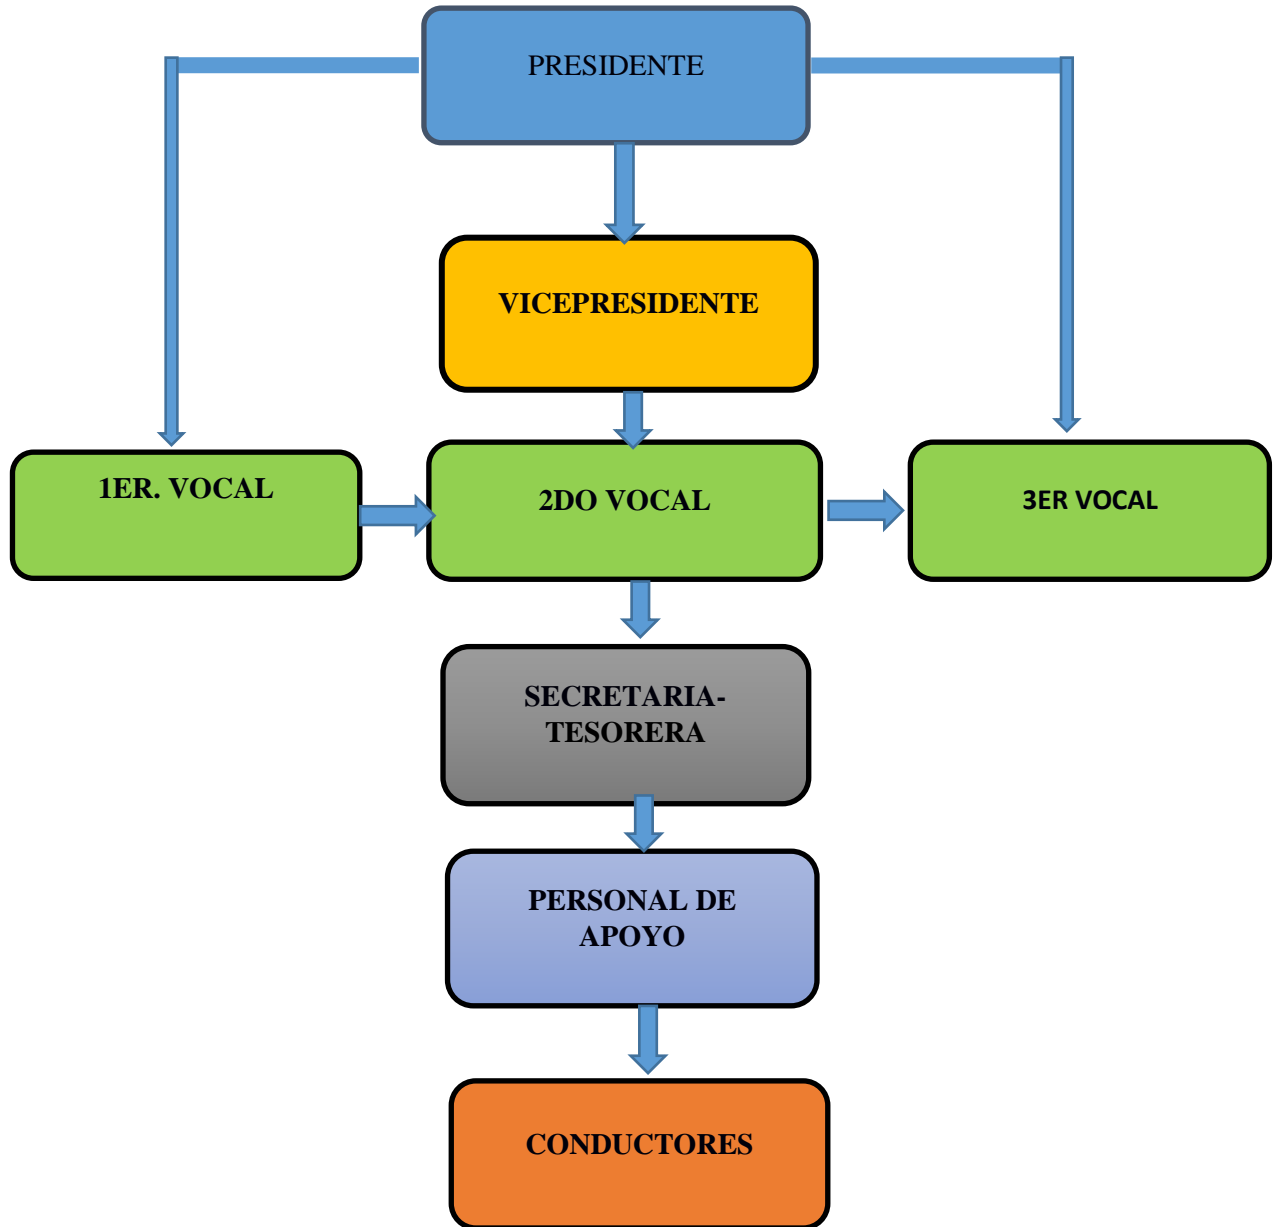 PRESIDENTE
VICEPRESIDENTE
1ER. VOCAL
2DO VOCAL
3ER VOCAL
SECRETARIA-
TESORERA
PERSONAL DE
APOYO
CONDUCTORES